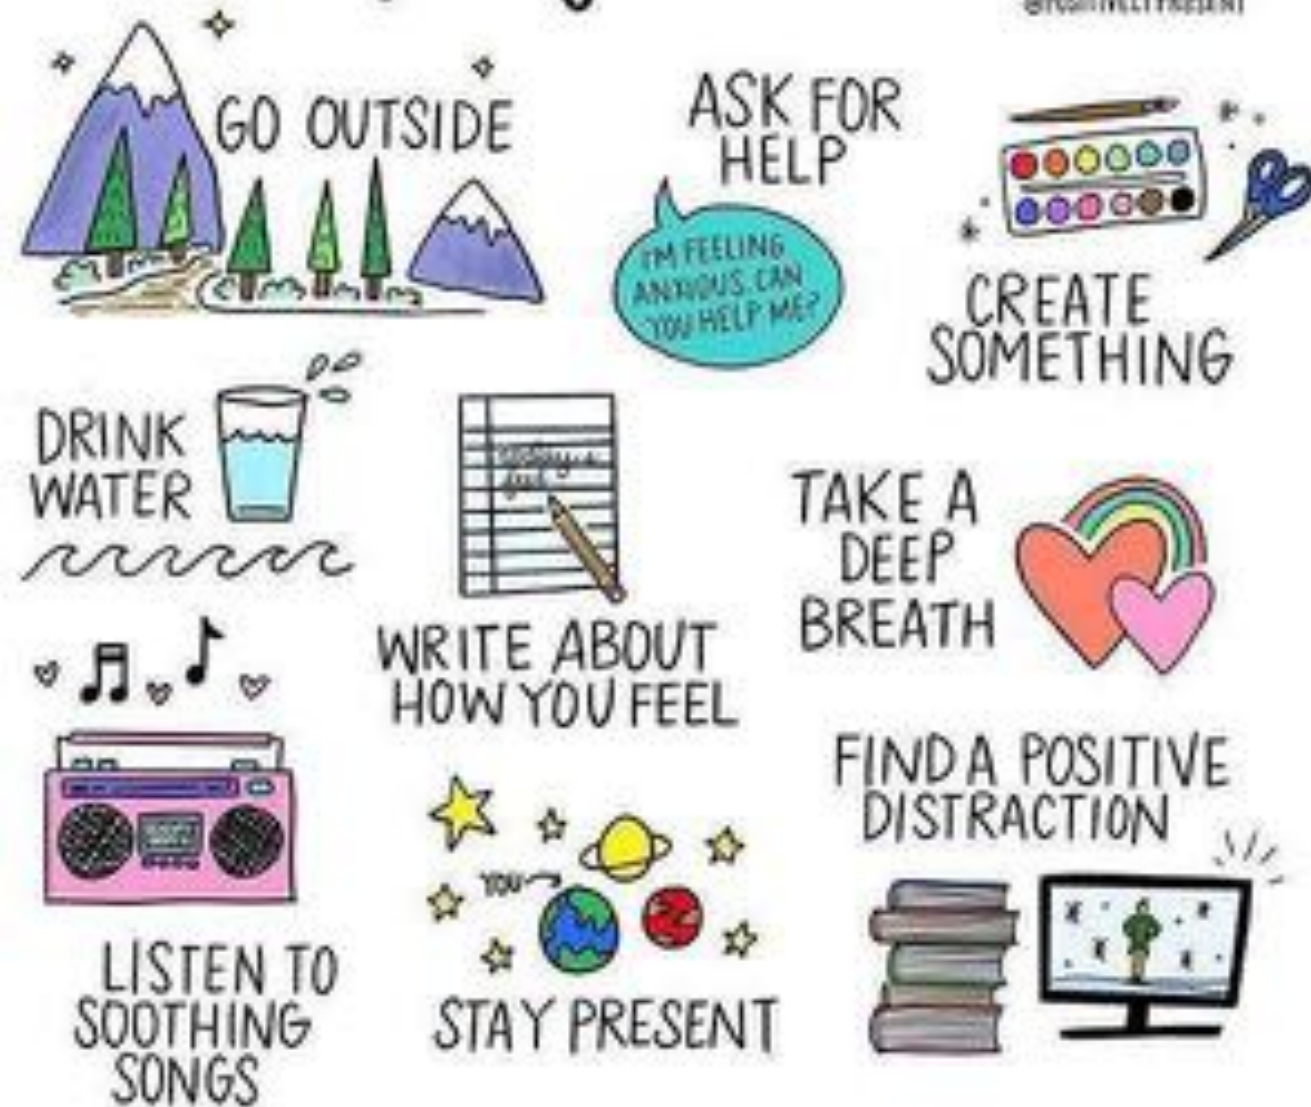 @POSITIVELYPRESENT
GO OUTSIDE
ASK FOR
HELP
I'M FEELING
ANXIOUS. CAN
YOU HELP ME?
CREATE
SOMETHING
DRINK
WATER
WRITE ABOUT
HOW YOU FEEL
TAKE A
DEEP
BREATH
LISTEN TO
SOOTHING
SONGS
YOU
STAY PRESENT
FIND A POSITIVE
DISTRACTION